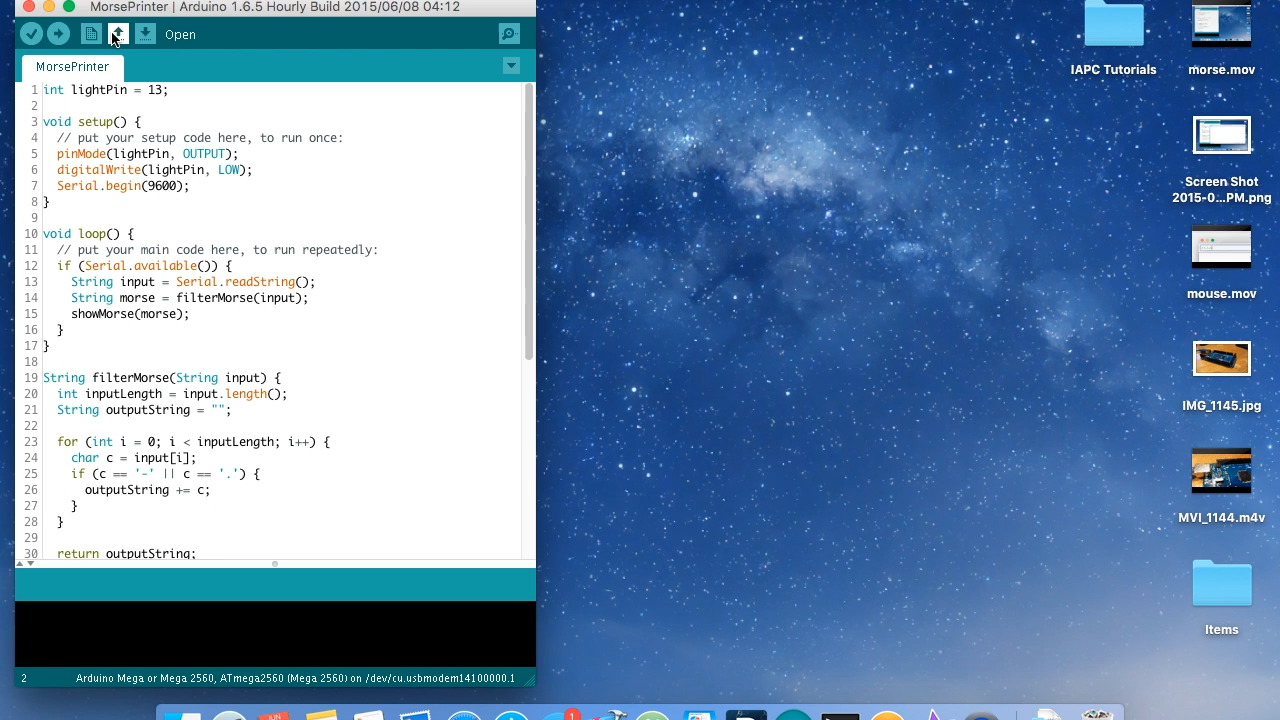 MorsePrinter | Arduino 1.6.5 Hourly Build 2015/06/08 04:12
Open
MorsePrinter
1 int lightPin = 13;
2
3 void setup() {
4   // put your setup code here, to run once:
5   pinMode(lightPin, OUTPUT);
6   digitalWrite(lightPin, LOW);
7   Serial.begin(9600);
8 }
9
10 void loop() {
11   // put your main code here, to run repeatedly:
12   if (Serial.available()) {
13     String input = Serial.readString();
14     String morse = filterMorse(input);
15     showMorse(morse);
16   }
17 }
18
19 String filterMorse(String input) {
20   int inputLength = input.length();
21   String outputString = "";
22
23   for (int i = 0; i < inputLength; i++) {
24     char c = input[i];
25     if (c == '-' || c == '.') {
26       outputString += c;
27     }
28   }
29
30   return outputString;
2 Arduino Mega or Mega 2560, ATmega2560 (Mega 2560) on /dev/cu.usbmodem14100000.1
IAPC Tutorials
morse.mov
Screen Shot
2015-0...PM.png
mouse.mov
IMG_1145.jpg
MVI_1144.m4v
Items
JUN
1